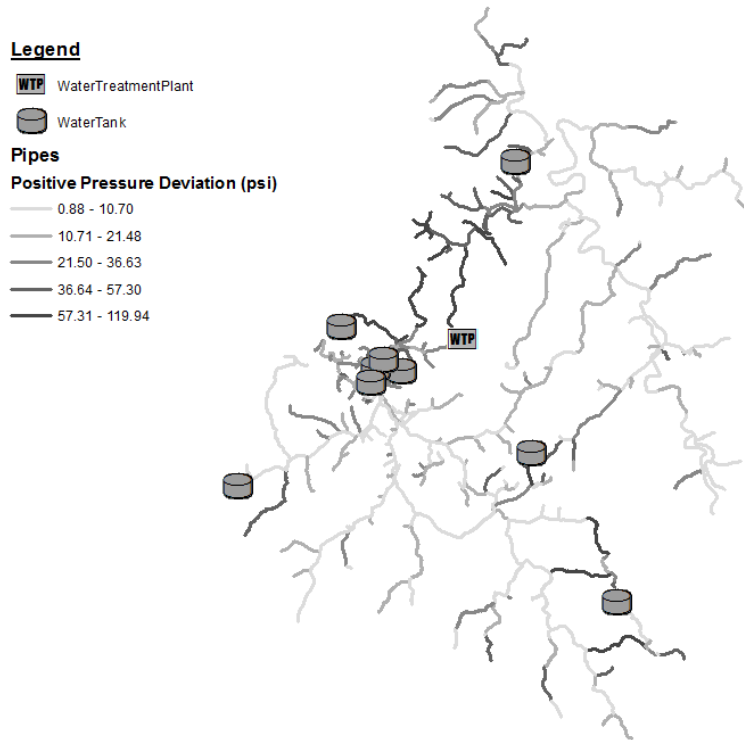 Legend
WTP WaterTreatmentPlant
WaterTank
Pipes
Positive Pressure Deviation (psi)
0.88 - 10.70
10.71 - 21.48
21.50 - 36.63
36.64 - 57.30
57.31 - 119.94
WTP